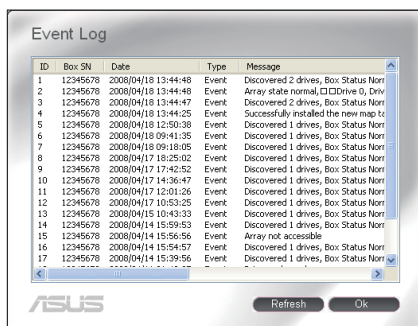 Event Log
ID Box SN Date Type Message
1 12345678 2008/04/18 13:44:48 Event Discovered 2 drives, Box Status Norr
2 12345678 2008/04/18 13:44:48 Event Array state normal, □ □Drive 0, Driv
3 12345678 2008/04/18 13:44:47 Event Discovered 2 drives, Box Status Norr
4 12345678 2008/04/18 13:44:25 Event Successfully installed the new map ta
5 12345678 2008/04/18 12:50:38 Event Discovered 1 drives, Box Status Norr
6 12345678 2008/04/18 09:41:35 Event Discovered 1 drives, Box Status Norr
7 12345678 2008/04/18 09:18:05 Event Discovered 1 drives, Box Status Norr
8 12345678 2008/04/17 18:25:02 Event Discovered 1 drives, Box Status Norr
9 12345678 2008/04/17 17:42:52 Event Discovered 1 drives, Box Status Norr
10 12345678 2008/04/17 14:36:47 Event Discovered 1 drives, Box Status Norr
11 12345678 2008/04/17 12:01:26 Event Discovered 1 drives, Box Status Norr
12 12345678 2008/04/17 10:53:25 Event Discovered 1 drives, Box Status Norr
13 12345678 2008/04/15 10:43:33 Event Discovered 1 drives, Box Status Norr
14 12345678 2008/04/14 15:59:53 Event Discovered 1 drives, Box Status Norr
15 12345678 2008/04/14 15:56:56 Event Array not accessible
16 12345678 2008/04/14 15:54:57 Event Discovered 1 drives, Box Status Norr
17 12345678 2008/04/14 15:39:56 Event Discovered 1 drives, Box Status Norr
ASUS Refresh Ok